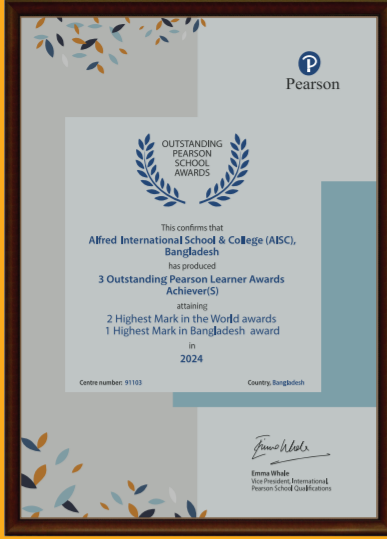 Pearson
OUTSTANDING
PEARSON
SCHOOL
AWARDS
This confirms that
Alfred International School & College (AISC),
Bangladesh
has produced
3 Outstanding Pearson Learner Awards
Achiever(S)
attaining
2 Highest Mark in the World awards
1 Highest Mark in Bangladesh award
in
2024
Centre number: 91103 Country, Bangladesh
Emma Whale
Emma Whale
Vice President, International,
Pearson School Qualifications